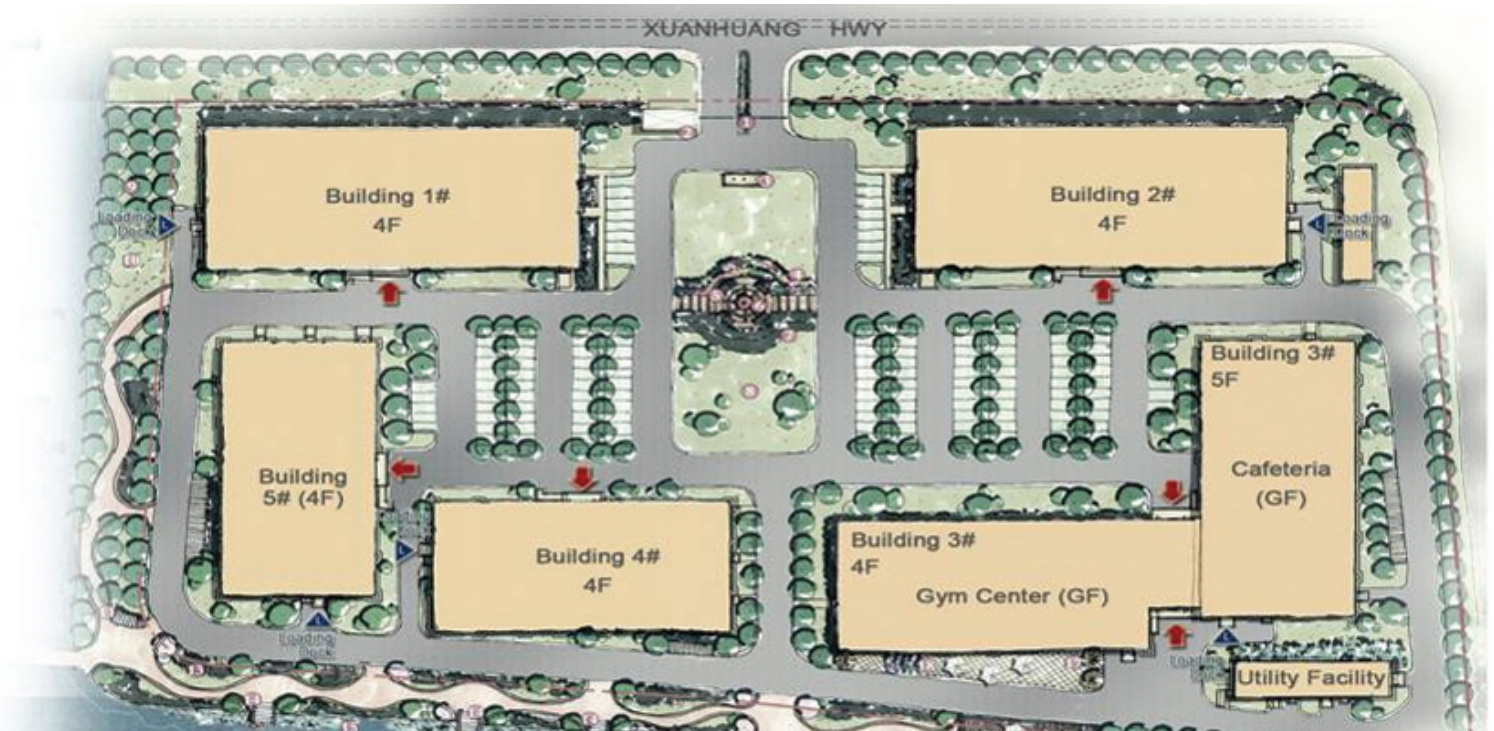 XUANHUANG HWY
Building 1#
4F
Building 2#
4F
Loading
Dock
L
L
Loading
Dock
Building 3#
5F
Cafeteria
(GF)
Building
5# (4F)
Building 4#
4F
L
Building 3#
4F
Gym Center (GF)
L
Loading
Dock
L
Loading
Utility Facility